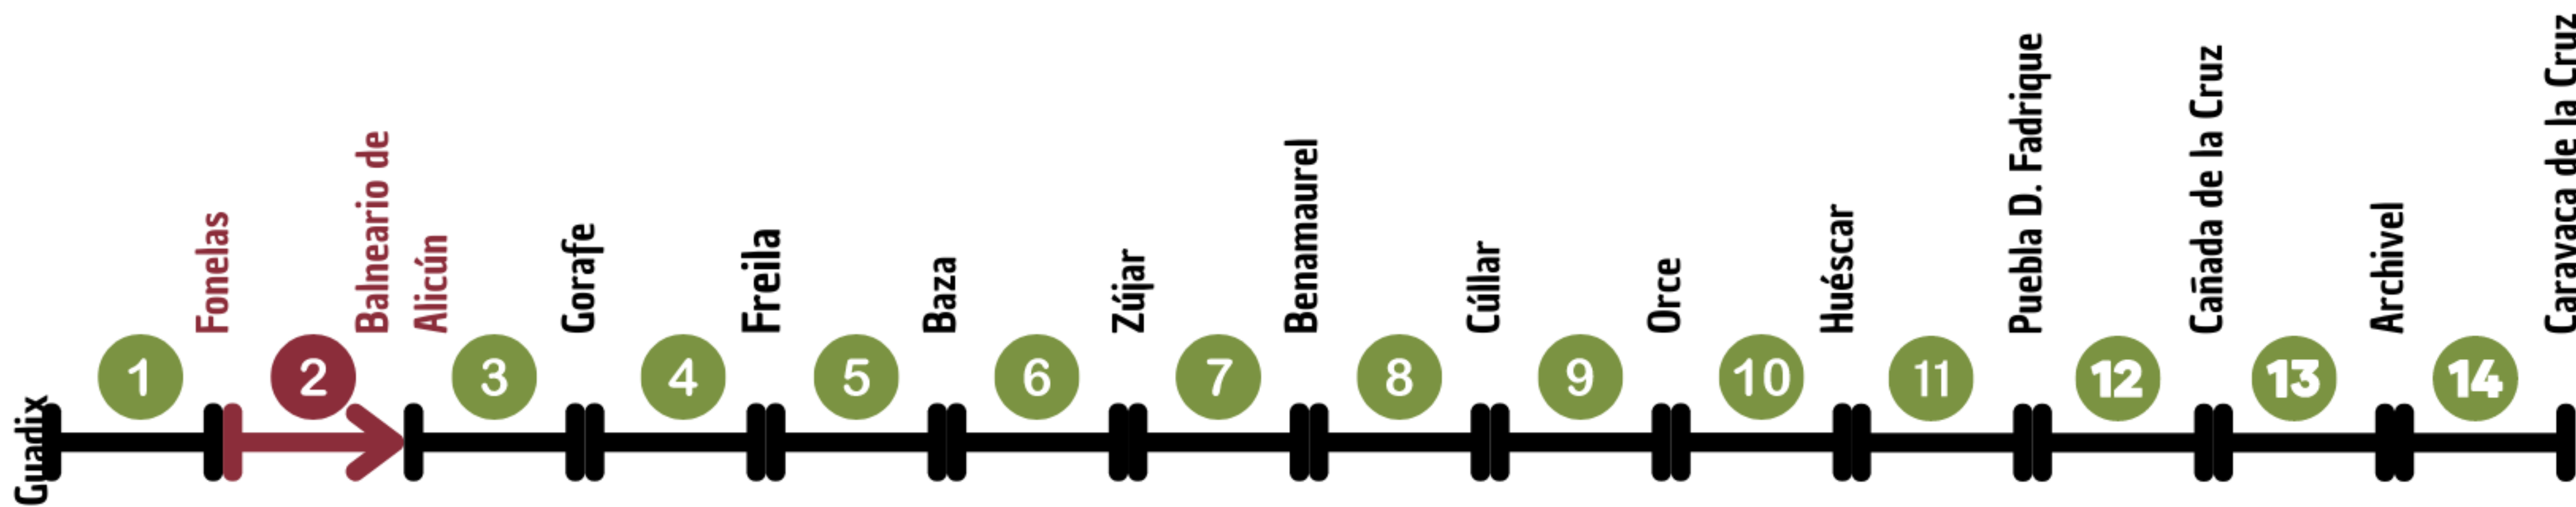 Guadix
1
Fonelas
2
Balneario de
Alicún
3
Gorafe
4
Freila
5
Baza
6
Zújar
7
Benamaurel
8
Cúllar
9
Orce
10
Huéscar
11
Puebla D. Fadrique
12
Cañada de la Cruz
13
Archivel
14
Caravaca de la Cruz